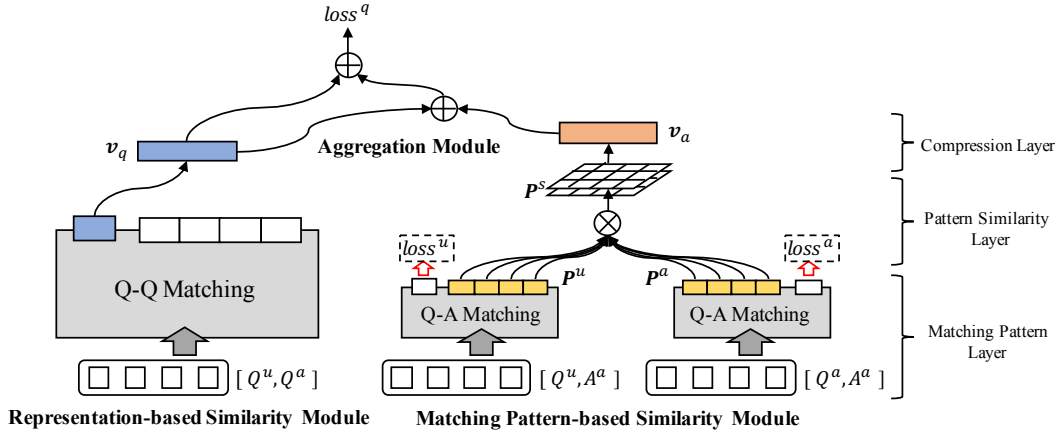 loss^q
v_q
Aggregation Module
v_a
Compression Layer
P^s
Pattern Similarity
Layer
loss^u
loss^a
P^u
P^a
Q-Q Matching
Q-A Matching
Q-A Matching
Matching Pattern
Layer
[ Q^u, Q^a ]
[ Q^u, A^a ]
[ Q^a, A^a ]
Representation-based Similarity Module
Matching Pattern-based Similarity Module